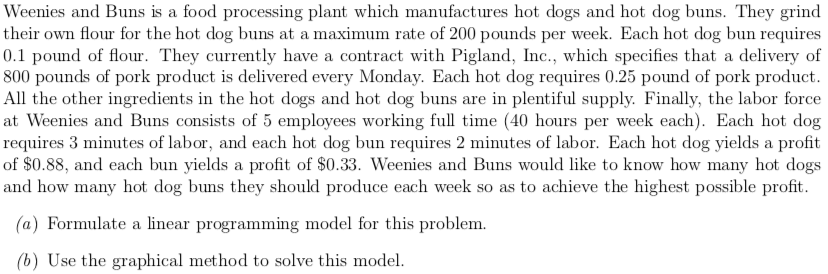 Weenies and Buns is a food processing plant which manufactures hot dogs and hot dog buns. They grind
their own flour for the hot dog buns at a maximum rate of 200 pounds per week. Each hot dog bun requires
0.1 pound of flour. They currently have a contract with Pigland, Inc., which specifies that a delivery of
800 pounds of pork product is delivered every Monday. Each hot dog requires 0.25 pound of pork product.
All the other ingredients in the hot dogs and hot dog buns are in plentiful supply. Finally, the labor force
at Weenies and Buns consists of 5 employees working full time (40 hours per week each). Each hot dog
requires 3 minutes of labor, and each hot dog bun requires 2 minutes of labor. Each hot dog yields a profit
of $0.88, and each bun yields a profit of $0.33. Weenies and Buns would like to know how many hot dogs
and how many hot dog buns they should produce each week so as to achieve the highest possible profit.
(a) Formulate a linear programming model for this problem.
(b) Use the graphical method to solve this model.